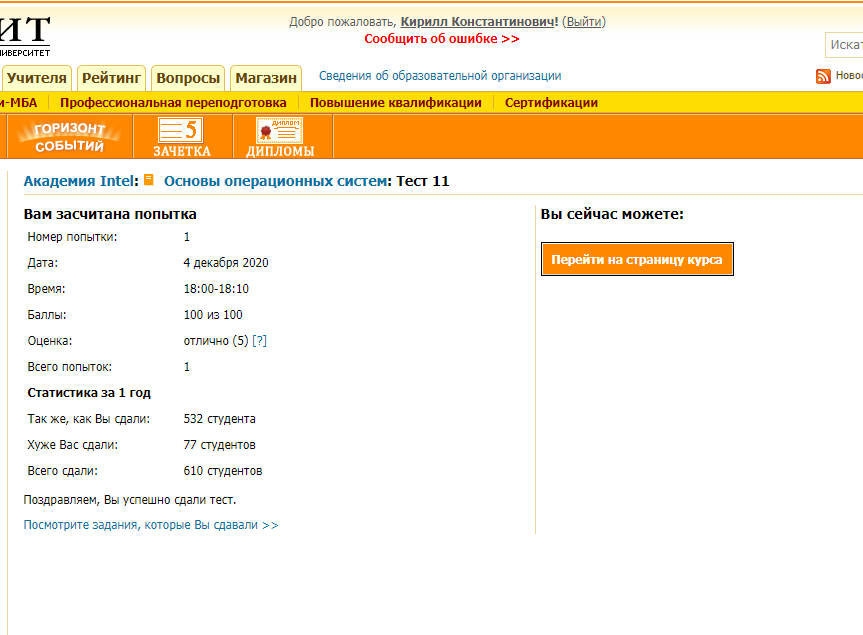 ИТ
ИВЕРСИТЕТ
Добро пожаловать, Кирилл Константинович! (Выйти)
Сообщить об ошибке >>
Искат
Учителя Рейтинг Вопросы Магазин Сведения об образовательной организации
Новос
и-МБА Профессиональная переподготовка Повышение квалификации Сертификации
ГОРИЗОНТ
СОБЫТИЙ
5
ЗАЧЕТКА
ДИПЛОМ
ДИПЛОМЫ
Академия Intel: Основы операционных систем: Тест 11
Вам засчитана попытка
Номер попытки: 1
Дата: 4 декабря 2020
Время: 18:00-18:10
Баллы: 100 из 100
Оценка: отлично (5) [?]
Всего попыток: 1
Статистика за 1 год
Так же, как Вы сдали: 532 студента
Хуже Вас сдали: 77 студентов
Всего сдали: 610 студентов
Поздравляем, Вы успешно сдали тест.
Посмотрите задания, которые Вы сдавали >>
Вы сейчас можете:
Перейти на страницу курса